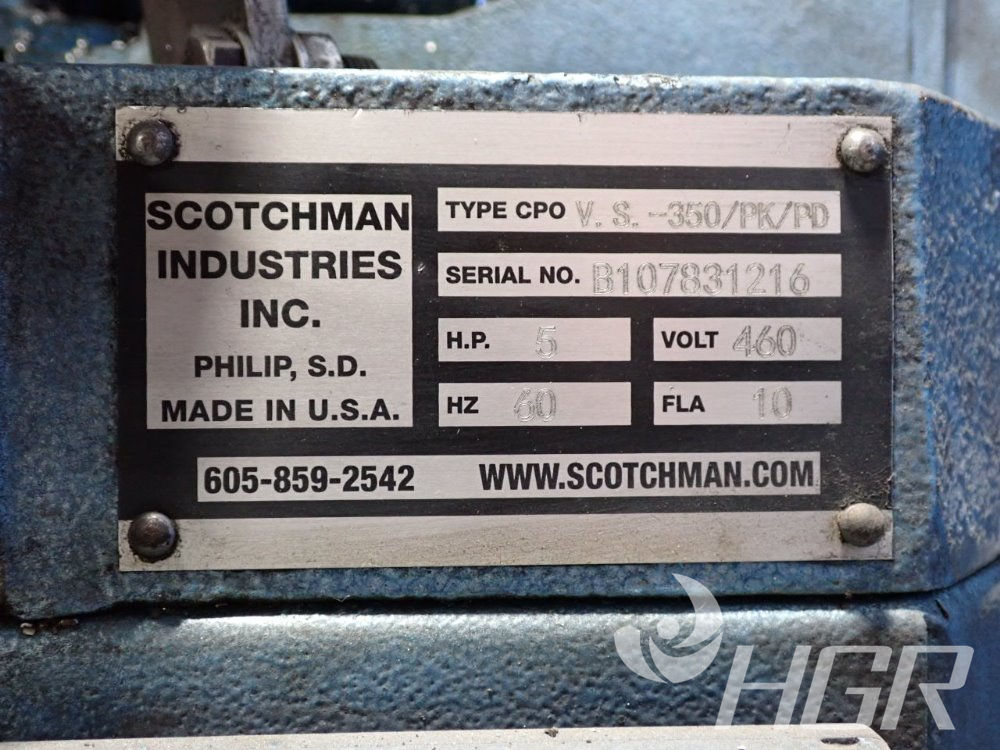 SCOTCHMAN
INDUSTRIES
INC.
PHILIP, S.D.
MADE IN U.S.A.
TYPE CPO V.S.-350/PK/PD
SERIAL NO. B107831216
H.P. 5
VOLT 460
HZ 60
FLA 10
605-859-2542
WWW.SCOTCHMAN.COM
HGR